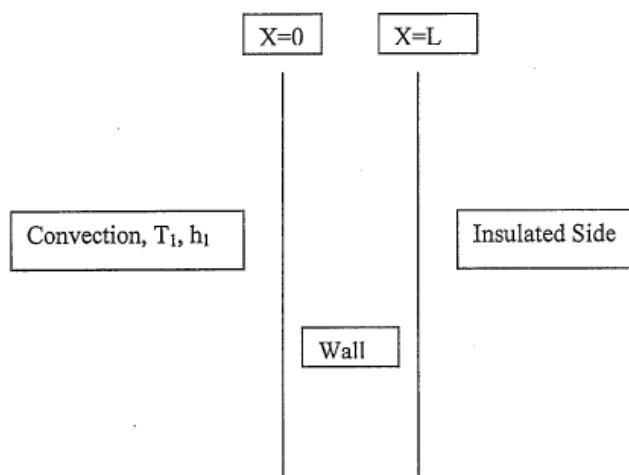 X=0
X=L
Convection, T₁, h₁
Insulated Side
Wall